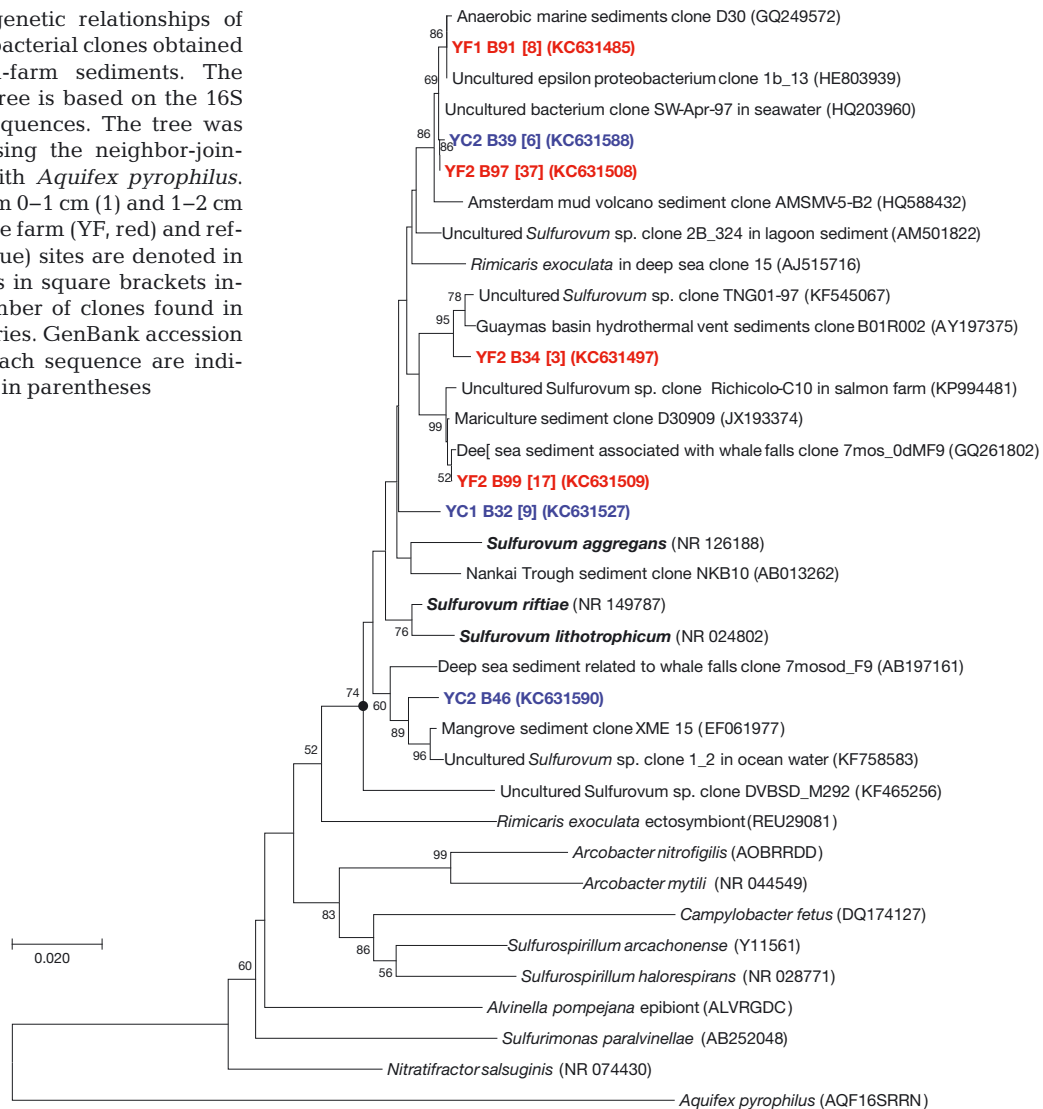 genetic relationships of
bacterial clones obtained
-farm sediments. The
ree is based on the 16S
quences. The tree was
sing the neighbor-join-
ith Aquifex pyrophilus.
m 0–1 cm (1) and 1–2 cm
e farm (YF, red) and ref-
ue) sites are denoted in
s in square brackets in-
mber of clones found in
ries. GenBank accession
ach sequence are indi-
in parentheses
Anaerobic marine sediments clone D30 (GQ249572)
86
YF1 B91 [8] (KC631485)
69
Uncultured epsilon proteobacterium clone 1b_13 (HE803939)
Uncultured bacterium clone SW-Apr-97 in seawater (HQ203960)
86
86
YC2 B39 [6] (KC631588)
YF2 B97 [37] (KC631508)
Amsterdam mud volcano sediment clone AMSMV-5-B2 (HQ588432)
Uncultured Sulfurovum sp. clone 2B_324 in lagoon sediment (AM501822)
Rimicaris exoculata in deep sea clone 15 (AJ515716)
78
Uncultured Sulfurovum sp. clone TNG01-97 (KF545067)
95
Guaymas basin hydrothermal vent sediments clone B01R002 (AY197375)
YF2 B34 [3] (KC631497)
Uncultured Sulfurovum sp. clone Richicolo-C10 in salmon farm (KP994481)
99
Mariculture sediment clone D30909 (JX193374)
Dee[ sea sediment associated with whale falls clone 7mos_0dMF9 (GQ261802)
52
YF2 B99 [17] (KC631509)
YC1 B32 [9] (KC631527)
Sulfurovum aggregans (NR 126188)
Nankai Trough sediment clone NKB10 (AB013262)
Sulfurovum riftiae (NR 149787)
76
Sulfurovum lithotrophicum (NR 024802)
Deep sea sediment related to whale falls clone 7mosod_F9 (AB197161)
74
60
YC2 B46 (KC631590)
89
Mangrove sediment clone XME 15 (EF061977)
96
Uncultured Sulfurovum sp. clone 1_2 in ocean water (KF758583)
52
Uncultured Sulfurovum sp. clone DVBSD_M292 (KF465256)
Rimicaris exoculata ectosymbiont (REU29081)
99
Arcobacter nitrofigilis (AOBRRDD)
Arcobacter mytili (NR 044549)
83
Campylobacter fetus (DQ174127)
86
Sulfurospirillum arcachonense (Y11561)
56
Sulfurospirillum halorespirans (NR 028771)
0.020
60
Alvinella pompejana epibiont (ALVRGDC)
Sulfurimonas paralvinellae (AB252048)
Nitratifractor salsuginis (NR 074430)
Aquifex pyrophilus (AQF16SRRN)